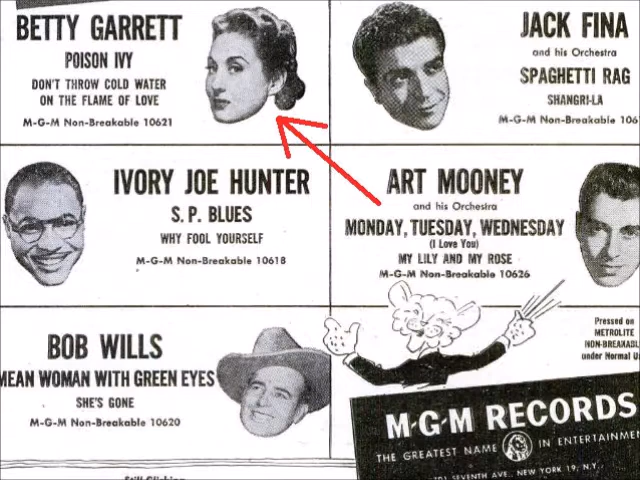 BETTY GARRETT
POISON IVY
DON'T THROW COLD WATER
ON THE FLAME OF LOVE
M-G-M Non-Breakable 10621
JACK FINA
and his Orchestra
SPAGHETTI RAG
SHANGRI-LA
M-G-M Non-Breakable
IVORY JOE HUNTER
S. P. BLUES
WHY FOOL YOURSELF
M-G-M Non-Breakable 10618
ART MOONEY
and his Orchestra
MONDAY, TUESDAY, WEDNESDAY
(I Love You)
MY LILY AND MY ROSE
M-G-M Non-Breakable 10626
BOB WILLS
MEAN WOMAN WITH GREEN EYES
SHE'S GONE
M-G-M Non-Breakable 10620
Pressed on
METROLITE
NON-BREAKABL
under Normal U
M-G-M RECORDS
THE GREATEST NAME IN ENTERTAINMEN
701 SEVENTH AVE., NEW YORK 19, N.Y.